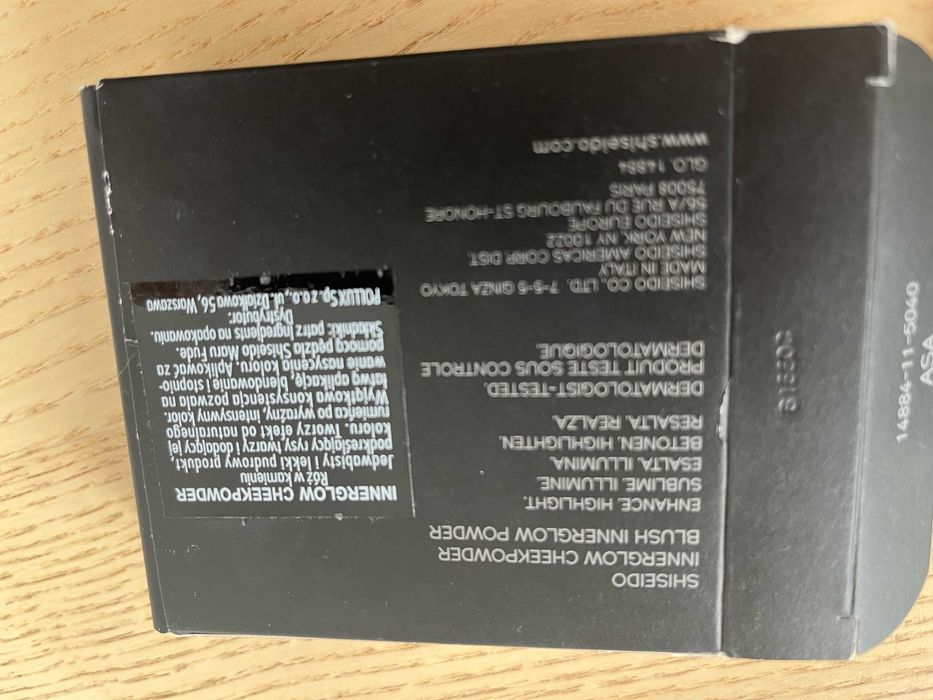 SHISEIDO
INNERGLOW CHEEKPOWDER
BLUSH INNERGLOW POWDER
ENHANCE. HIGHLIGHT.
SUBLIME. ILLUMINE.
ESALTA. ILLUMINA.
BETONEN. HIGHLIGHTEN.
RESALTA. REALZA.
DERMATOLOGIST-TESTED.
PRODUIT TESTE SOUS CONTROLE
DERMATOLOGIQUE.
SHISEIDO CO., LTD. 7-5-5 GINZA TOKYO
MADE IN ITALY
SHISEIDO AMERICAS CORP. DIST.
NEW YORK, NY 10022
SHISEIDO EUROPE
56/A RUE DU FAUBOURG ST-HONORE
75008 PARIS
GLO. 14884
www.shiseido.com
INNERGLOW CHEEKPOWDER
Róż w kamieniu
Jedwabisty i lekki pudrowy produkt,
podkreślający rysy twarzy i dodający jej
koloru. Tworzy efekt od naturalnego
rumieńca po wyraźny, intensywny kolor.
Wyjątkowa konsystencja pozwala na
łatwą aplikację, blendowanie i stopnio-
wanie nasycenia koloru. Aplikować za
pomocą pędzla Shiseido Maru Fude.
Składniki: patrz Ingredients na opakowaniu.
Dystrybutor:
POLLUX Sp. z o.o., ul. Działkowa 56, Warszawa
14884-11-5040
ASA